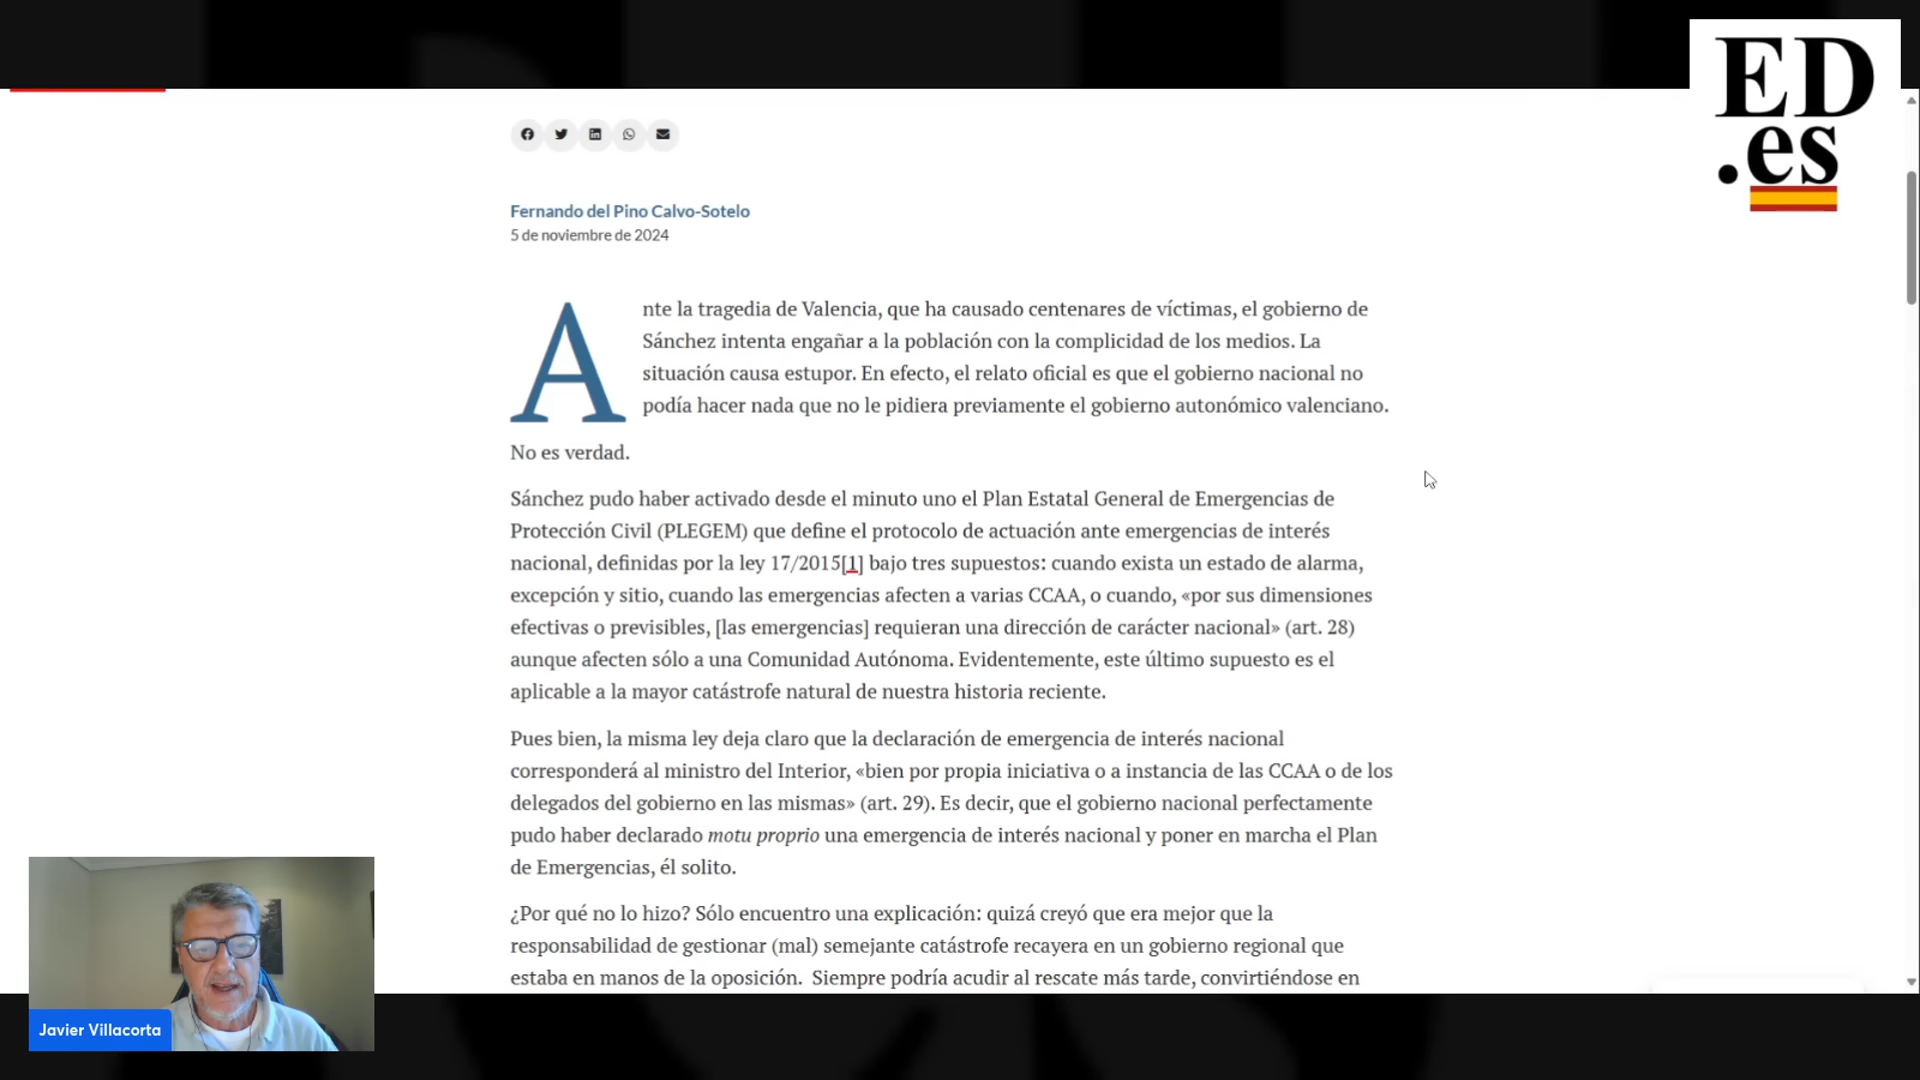 ED
.es
Fernando del Pino Calvo-Sotelo
5 de noviembre de 2024
Ante la tragedia de Valencia, que ha causado centenares de víctimas, el gobierno de
Sánchez intenta engañar a la población con la complicidad de los medios. La
situación causa estupor. En efecto, el relato oficial es que el gobierno nacional no
podía hacer nada que no le pidiera previamente el gobierno autonómico valenciano.
No es verdad.
Sánchez pudo haber activado desde el minuto uno el Plan Estatal General de Emergencias de
Protección Civil (PLEGEM) que define el protocolo de actuación ante emergencias de interés
nacional, definidas por la ley 17/2015[1] bajo tres supuestos: cuando exista un estado de alarma,
excepción y sitio, cuando las emergencias afecten a varias CCAA, o cuando, «por sus dimensiones
efectivas o previsibles, [las emergencias] requieran una dirección de carácter nacional» (art. 28)
aunque afecten sólo a una Comunidad Autónoma. Evidentemente, este último supuesto es el
aplicable a la mayor catástrofe natural de nuestra historia reciente.
Pues bien, la misma ley deja claro que la declaración de emergencia de interés nacional
corresponderá al ministro del Interior, «bien por propia iniciativa o a instancia de las CCAA o de los
delegados del gobierno en las mismas» (art. 29). Es decir, que el gobierno nacional perfectamente
pudo haber declarado motu proprio una emergencia de interés nacional y poner en marcha el Plan
de Emergencias, él solito.
¿Por qué no lo hizo? Sólo encuentro una explicación: quizá creyó que era mejor que la
responsabilidad de gestionar (mal) semejante catástrofe recayera en un gobierno regional que
estaba en manos de la oposición. Siempre podría acudir al rescate más tarde, convirtiéndose en
Javier Villacorta